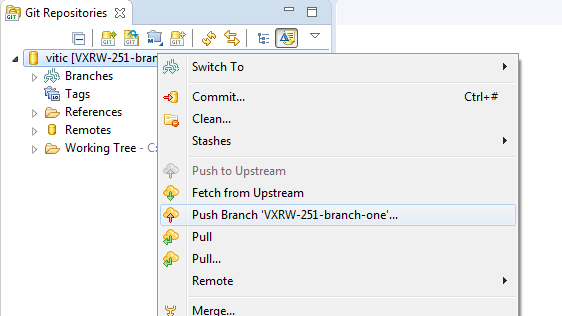 Git Repositories
vitic [VXRW-251-bran
Branches
Tags
References
Remotes
Working Tree - C:
Switch To
Commit... Ctrl+#
Clean...
Stashes
Push to Upstream
Fetch from Upstream
Push Branch 'VXRW-251-branch-one'...
Pull
Pull...
Remote
Merge...